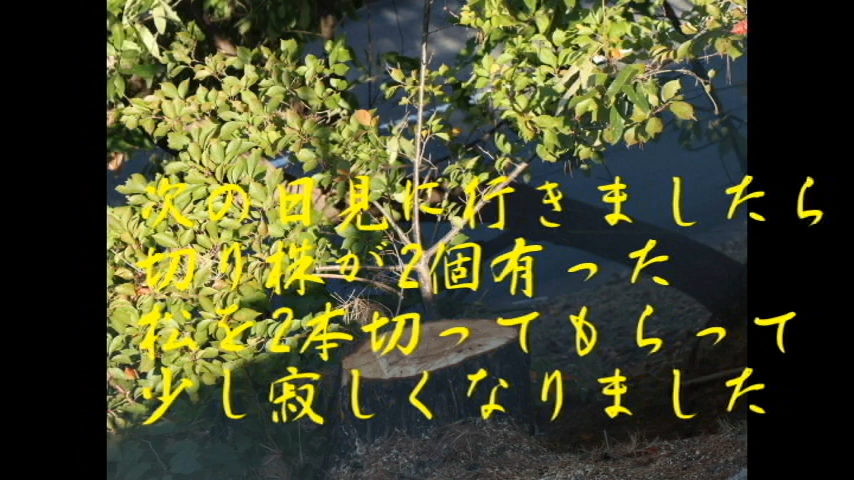 次の日見に行きましたら
切り株が2個有った
松を2本切ってもらって
少し寂しくなりました